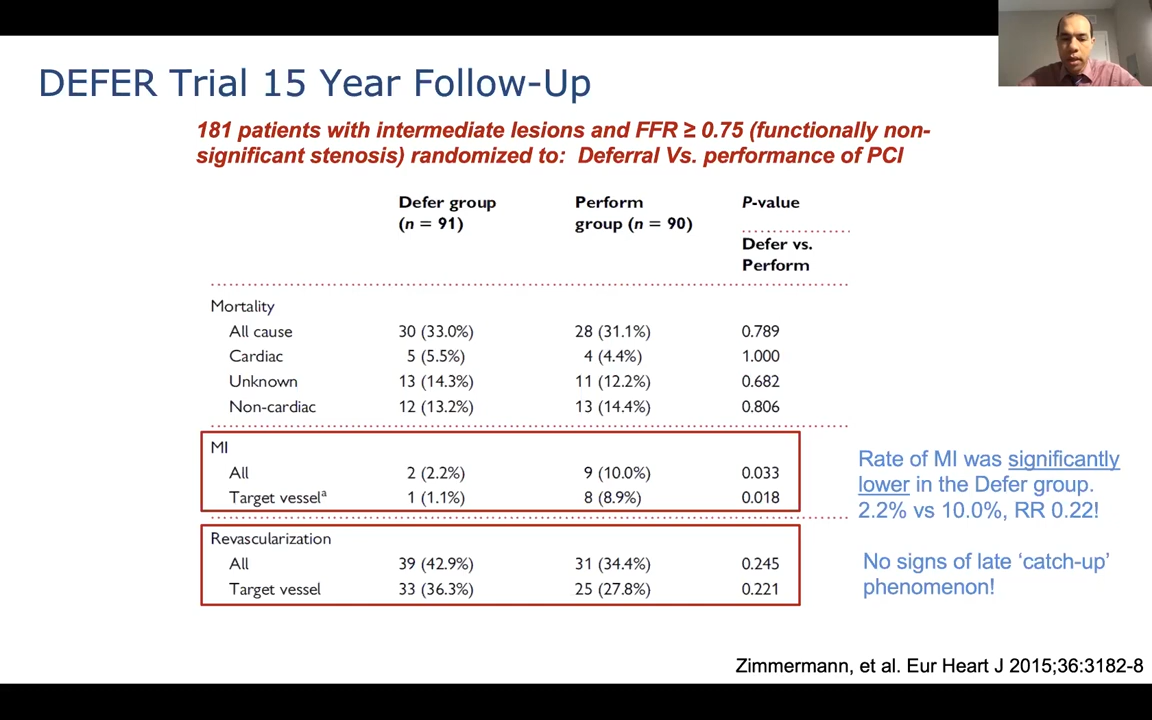 DEFER Trial 15 Year Follow-Up
181 patients with intermediate lesions and FFR ≥ 0.75 (functionally non-
significant stenosis) randomized to: Deferral Vs. performance of PCI
Defer group Perform P-value
(n = 91) group (n = 90)
Defer vs.
Perform
Mortality
All cause 30 (33.0%) 28 (31.1%) 0.789
Cardiac 5 (5.5%) 4 (4.4%) 1.000
Unknown 13 (14.3%) 11 (12.2%) 0.682
Non-cardiac 12 (13.2%) 13 (14.4%) 0.806
MI
All 2 (2.2%) 9 (10.0%) 0.033
Target vesselᵃ 1 (1.1%) 8 (8.9%) 0.018
Revascularization
All 39 (42.9%) 31 (34.4%) 0.245
Target vessel 33 (36.3%) 25 (27.8%) 0.221
Rate of MI was significantly
lower in the Defer group.
2.2% vs 10.0%, RR 0.22!
No signs of late ‘catch-up’
phenomenon!
Zimmermann, et al. Eur Heart J 2015;36:3182-8